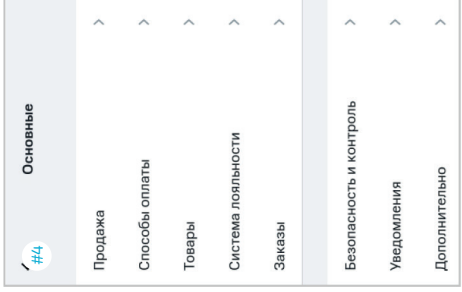 #4
Основные
Продажа
Способы оплаты
Товары
Система лояльности
Заказы
Безопасность и контроль
Уведомления
Дополнительно